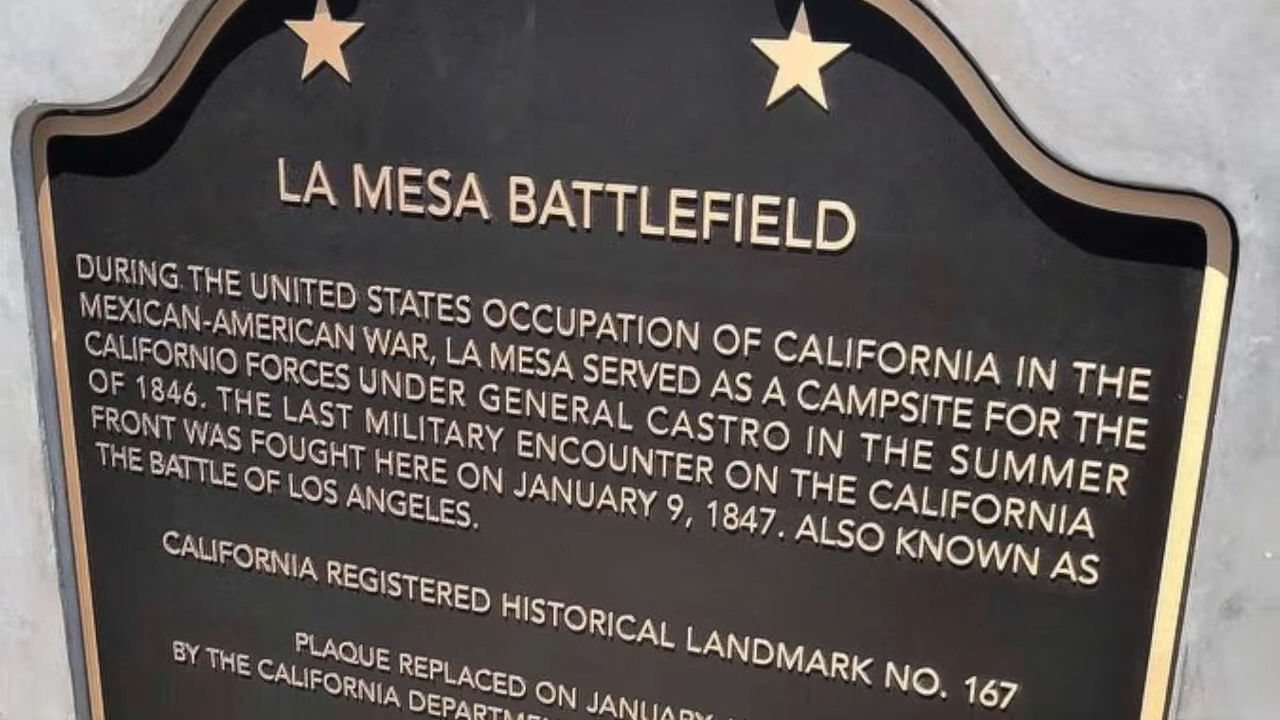 LA MESA BATTLEFIELD
DURING THE UNITED STATES OCCUPATION OF CALIFORNIA IN THE
MEXICAN-AMERICAN WAR, LA MESA SERVED AS A CAMPSITE FOR THE
CALIFORNIO FORCES UNDER GENERAL CASTRO IN THE SUMMER
OF 1846. THE LAST MILITARY ENCOUNTER ON THE CALIFORNIA
FRONT WAS FOUGHT HERE ON JANUARY 9, 1847. ALSO KNOWN AS
THE BATTLE OF LOS ANGELES.
CALIFORNIA REGISTERED HISTORICAL LANDMARK NO. 167
PLAQUE REPLACED ON JANUARY
BY THE CALIFORNIA